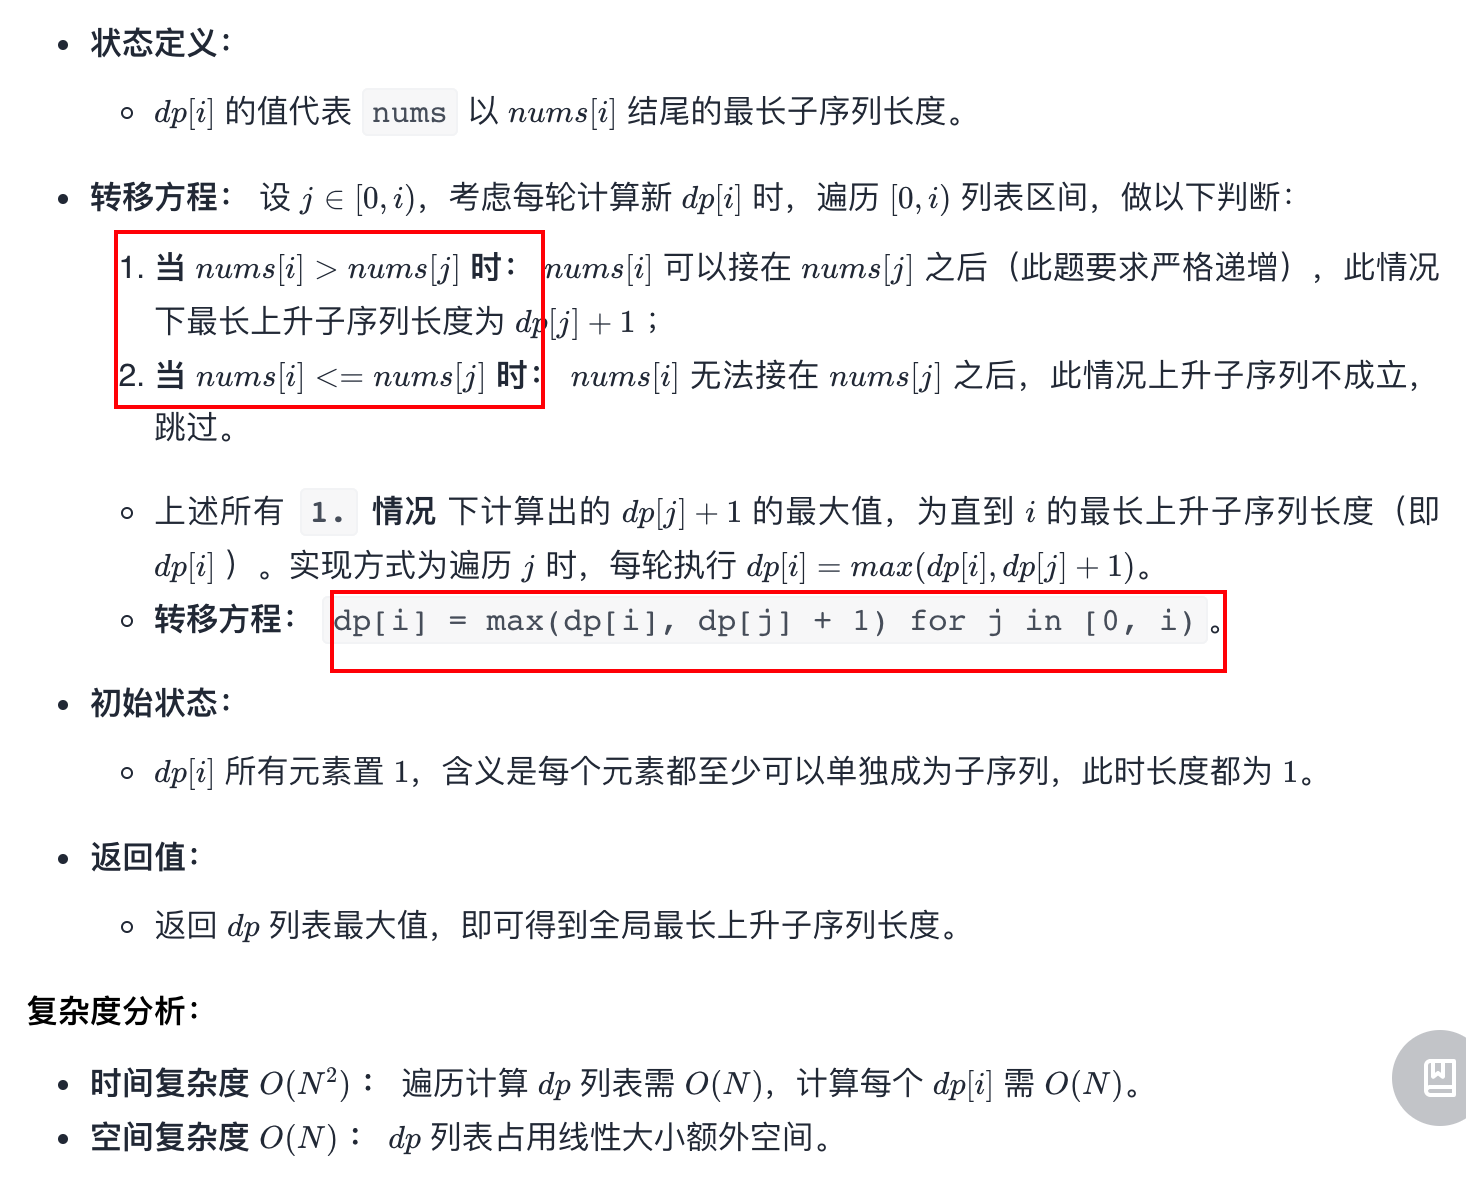 • 状态定义：
◦ dp[i] 的值代表 nums 以 nums[i] 结尾的最长子序列长度。
• 转移方程： 设 j ∈ [0, i)，考虑每轮计算新 dp[i] 时，遍历 [0, i) 列表区间，做以下判断：
1. 当 nums[i] > nums[j] 时： nums[i] 可以接在 nums[j] 之后（此题要求严格递增），此情况
下最长上升子序列长度为 dp[j] + 1 ；
2. 当 nums[i] <= nums[j] 时： nums[i] 无法接在 nums[j] 之后，此情况上升子序列不成立，
跳过。
◦ 上述所有 1. 情况 下计算出的 dp[j] + 1 的最大值，为直到 i 的最长上升子序列长度（即
dp[i] ）。实现方式为遍历 j 时，每轮执行 dp[i] = max(dp[i], dp[j] + 1)。
◦ 转移方程： dp[i] = max(dp[i], dp[j] + 1) for j in [0, i) 。
• 初始状态：
◦ dp[i] 所有元素置 1，含义是每个元素都至少可以单独成为子序列，此时长度都为 1。
• 返回值：
◦ 返回 dp 列表最大值，即可得到全局最长上升子序列长度。
复杂度分析：
• 时间复杂度 O(N²) ： 遍历计算 dp 列表需 O(N)，计算每个 dp[i] 需 O(N)。
• 空间复杂度 O(N) ： dp 列表占用线性大小额外空间。